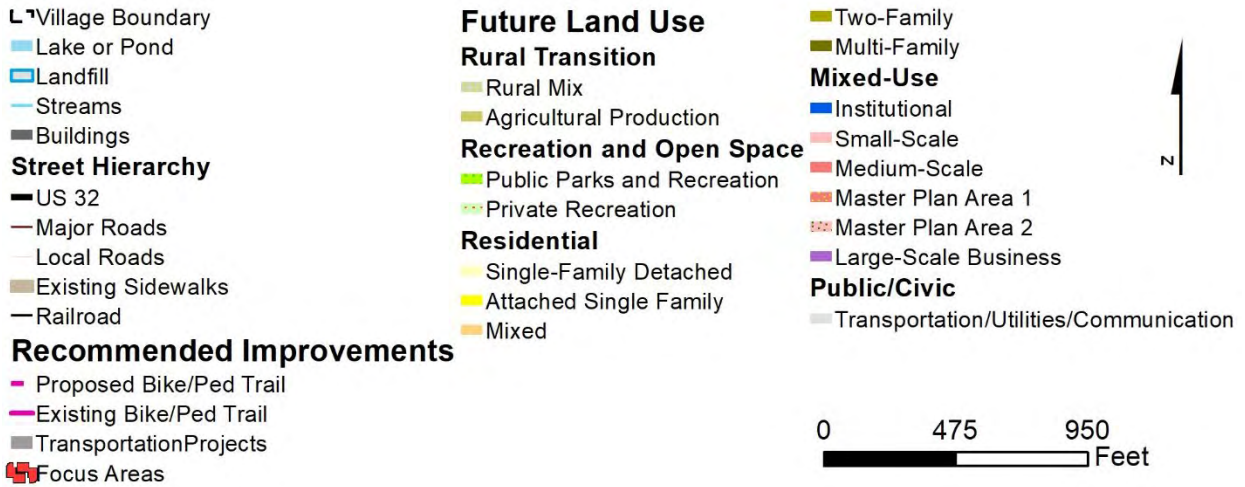 Village Boundary
Lake or Pond
Landfill
Streams
Buildings
Street Hierarchy
US 32
Major Roads
Local Roads
Existing Sidewalks
Railroad
Recommended Improvements
Proposed Bike/Ped Trail
Existing Bike/Ped Trail
TransportationProjects
Focus Areas
Future Land Use
Rural Transition
Rural Mix
Agricultural Production
Recreation and Open Space
Public Parks and Recreation
Private Recreation
Residential
Single-Family Detached
Attached Single Family
Mixed
Two-Family
Multi-Family
Mixed-Use
Institutional
Small-Scale
Medium-Scale
Master Plan Area 1
Master Plan Area 2
Large-Scale Business
Public/Civic
Transportation/Utilities/Communication
N
0 475 950
Feet